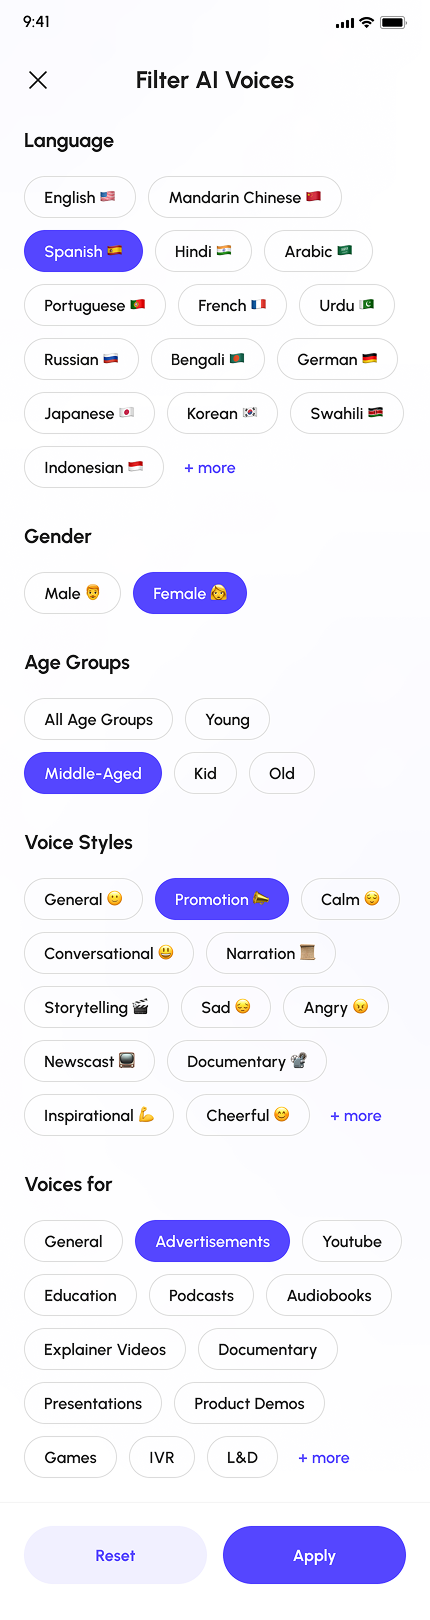 9:41
Filter AI Voices
Language
English 🇺🇸 Mandarin Chinese 🇨🇳
Spanish 🇪🇸 Hindi 🇮🇳 Arabic 🇸🇦
Portuguese 🇵🇹 French 🇫🇷 Urdu 🇵🇰
Russian 🇷🇺 Bengali 🇧🇩 German 🇩🇪
Japanese 🇯🇵 Korean 🇰🇷 Swahili 🇰🇪
Indonesian 🇮🇩 + more
Gender
Male 👨 Female 👩
Age Groups
All Age Groups Young
Middle-Aged Kid Old
Voice Styles
General 🙂 Promotion 📣 Calm 😌
Conversational 😃 Narration 📜
Storytelling 🎬 Sad 😔 Angry 😠
Newscast 📺 Documentary 📽️
Inspirational 💪 Cheerful 😊 + more
Voices for
General Advertisements Youtube
Education Podcasts Audiobooks
Explainer Videos Documentary
Presentations Product Demos
Games IVR L&D + more
Reset Apply